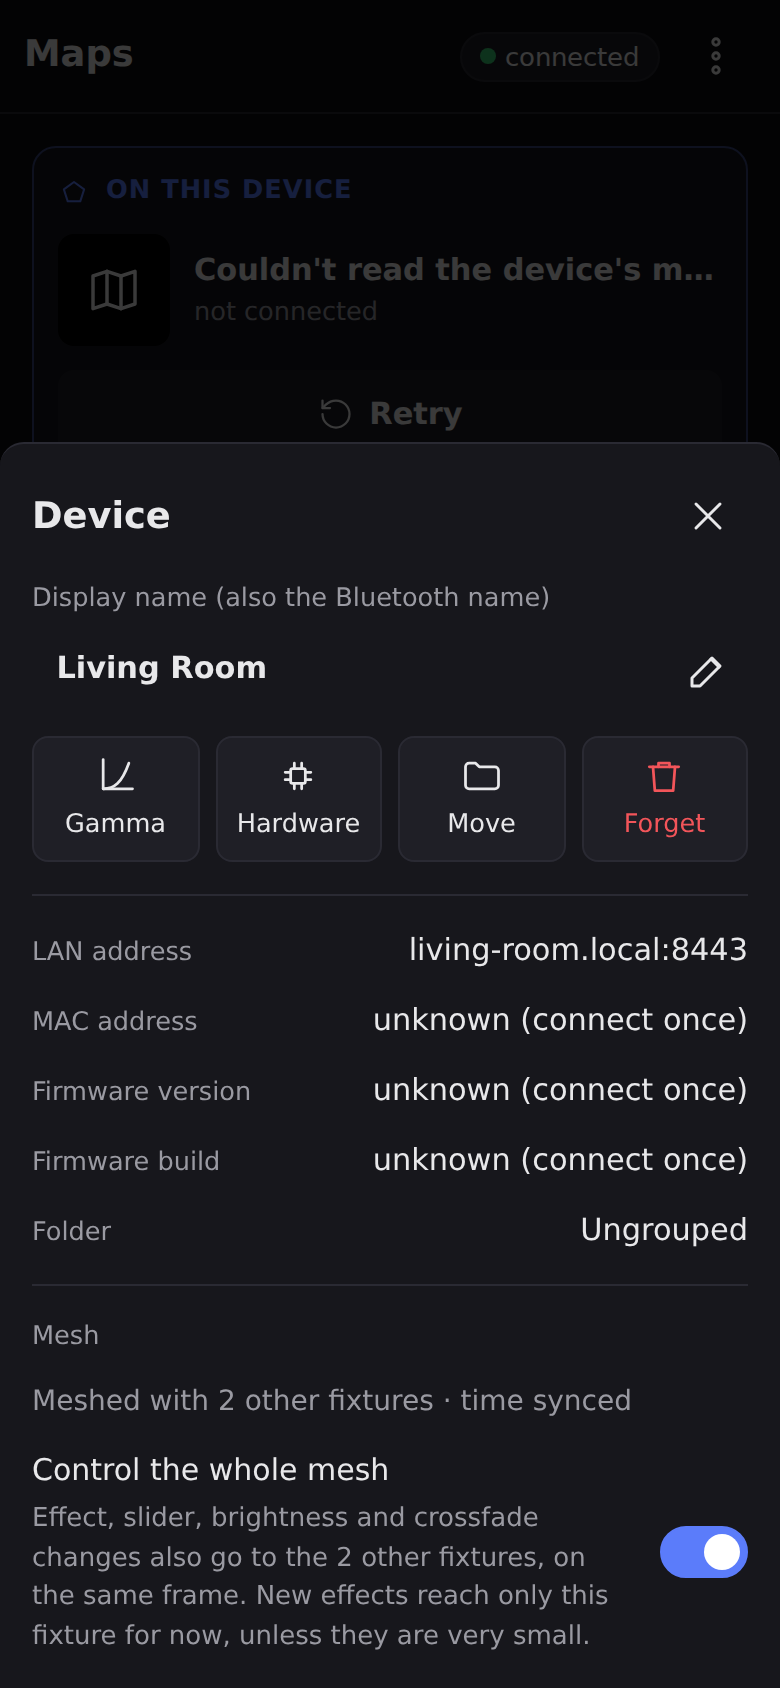 Maps
connected
ON THIS DEVICE
Couldn't read the device's m...
not connected
Retry
Device
Display name (also the Bluetooth name)
Living Room
Gamma
Hardware
Move
Forget
LAN address
living-room.local:8443
MAC address
unknown (connect once)
Firmware version
unknown (connect once)
Firmware build
unknown (connect once)
Folder
Ungrouped
Mesh
Meshed with 2 other fixtures · time synced
Control the whole mesh
Effect, slider, brightness and crossfade
changes also go to the 2 other fixtures, on
the same frame. New effects reach only this
fixture for now, unless they are very small.